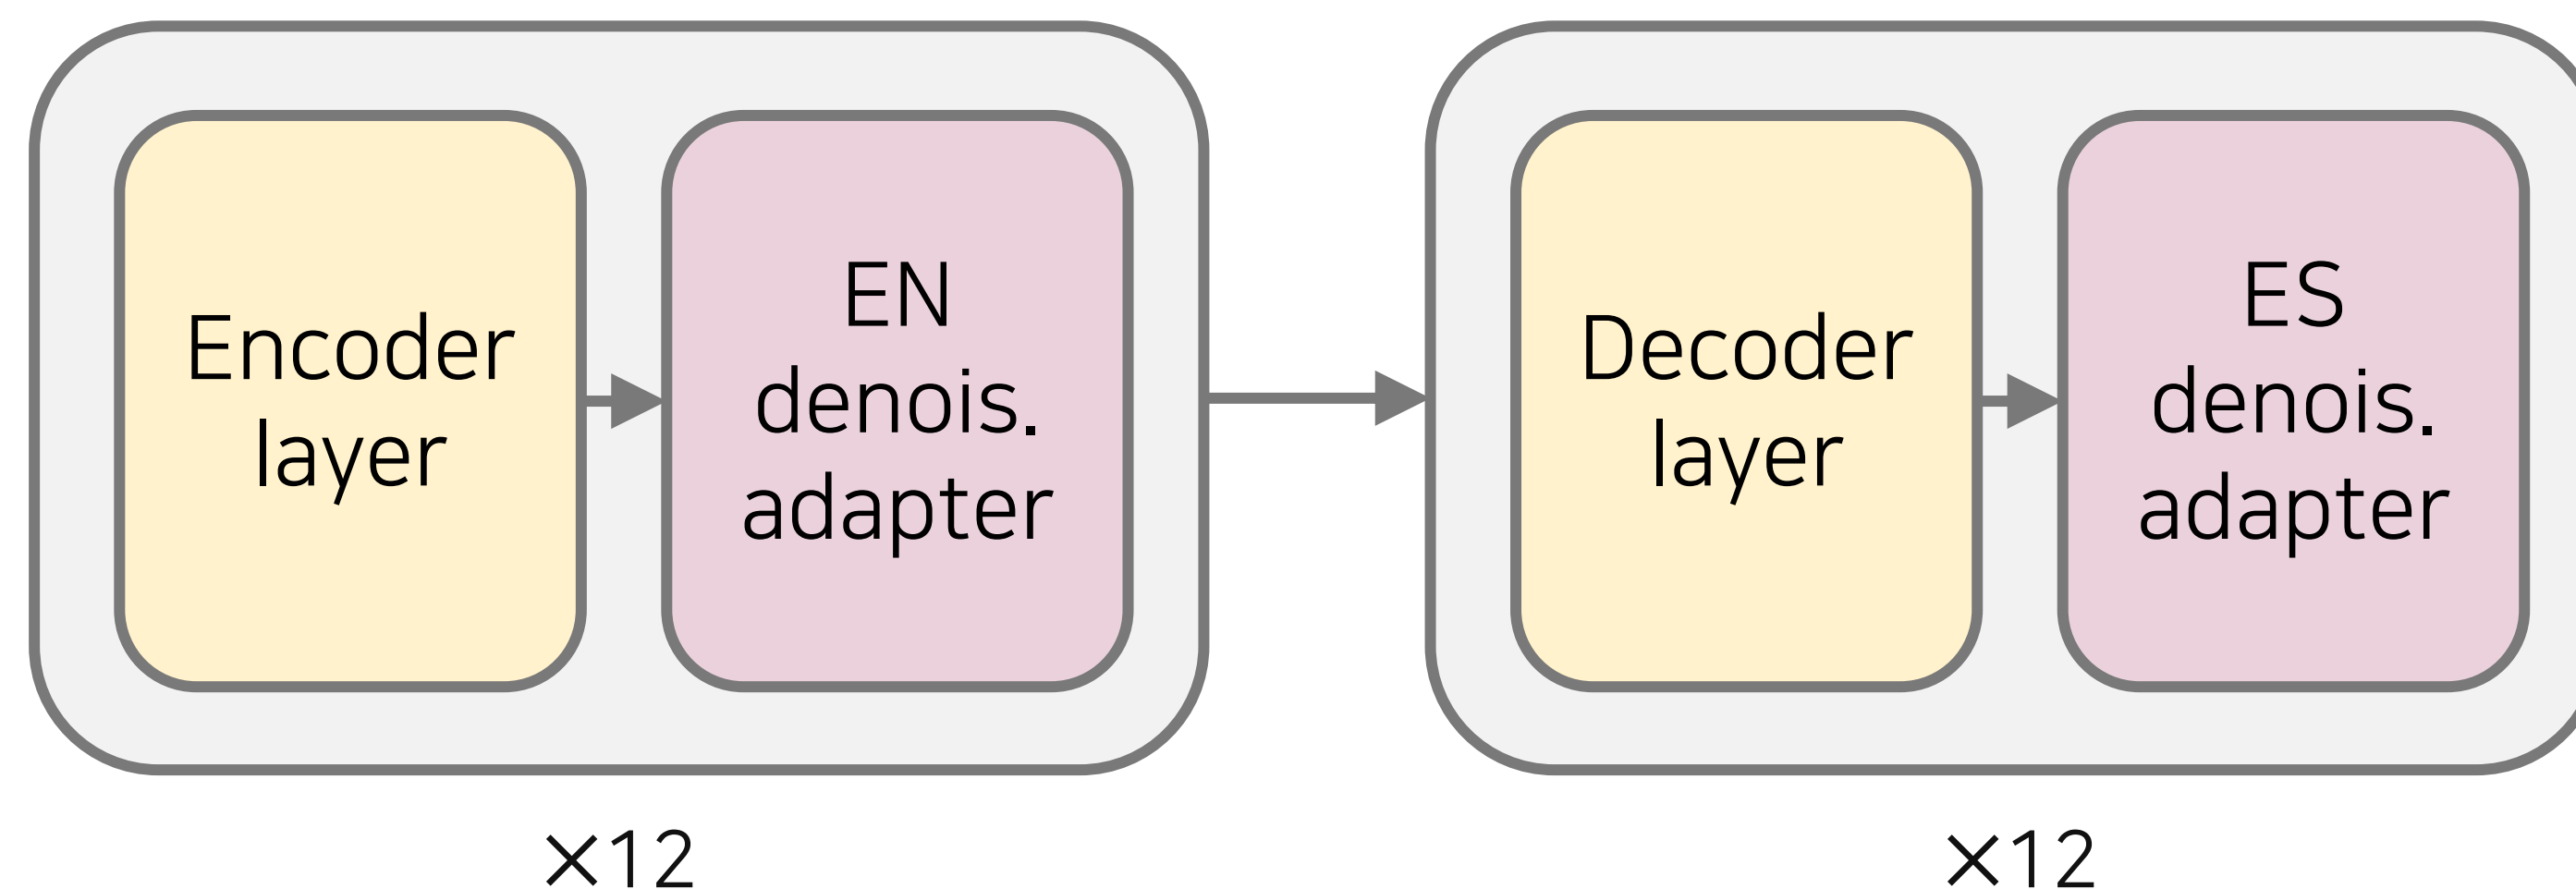 Encoder
layer
EN
denois.
adapter
Decoder
layer
ES
denois.
adapter
×12
×12